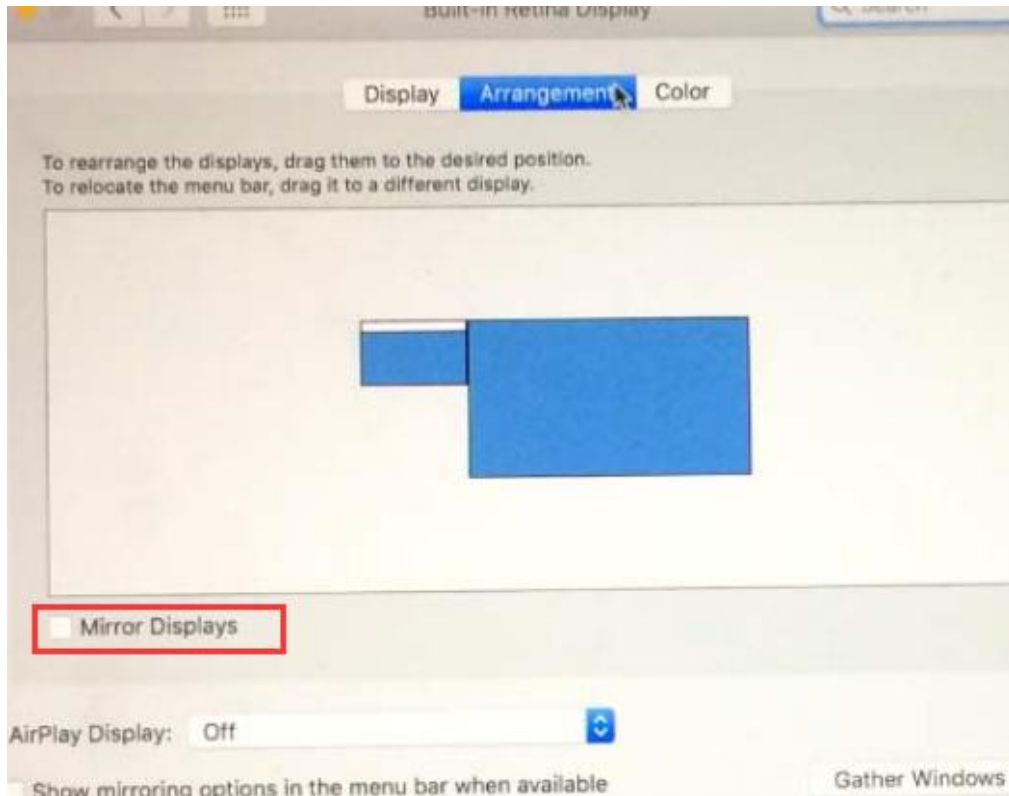 Built-in Retina Display
Search
Display Arrangement Color
To rearrange the displays, drag them to the desired position.
To relocate the menu bar, drag it to a different display.
Mirror Displays
AirPlay Display: Off
Show mirroring options in the menu bar when available
Gather Windows